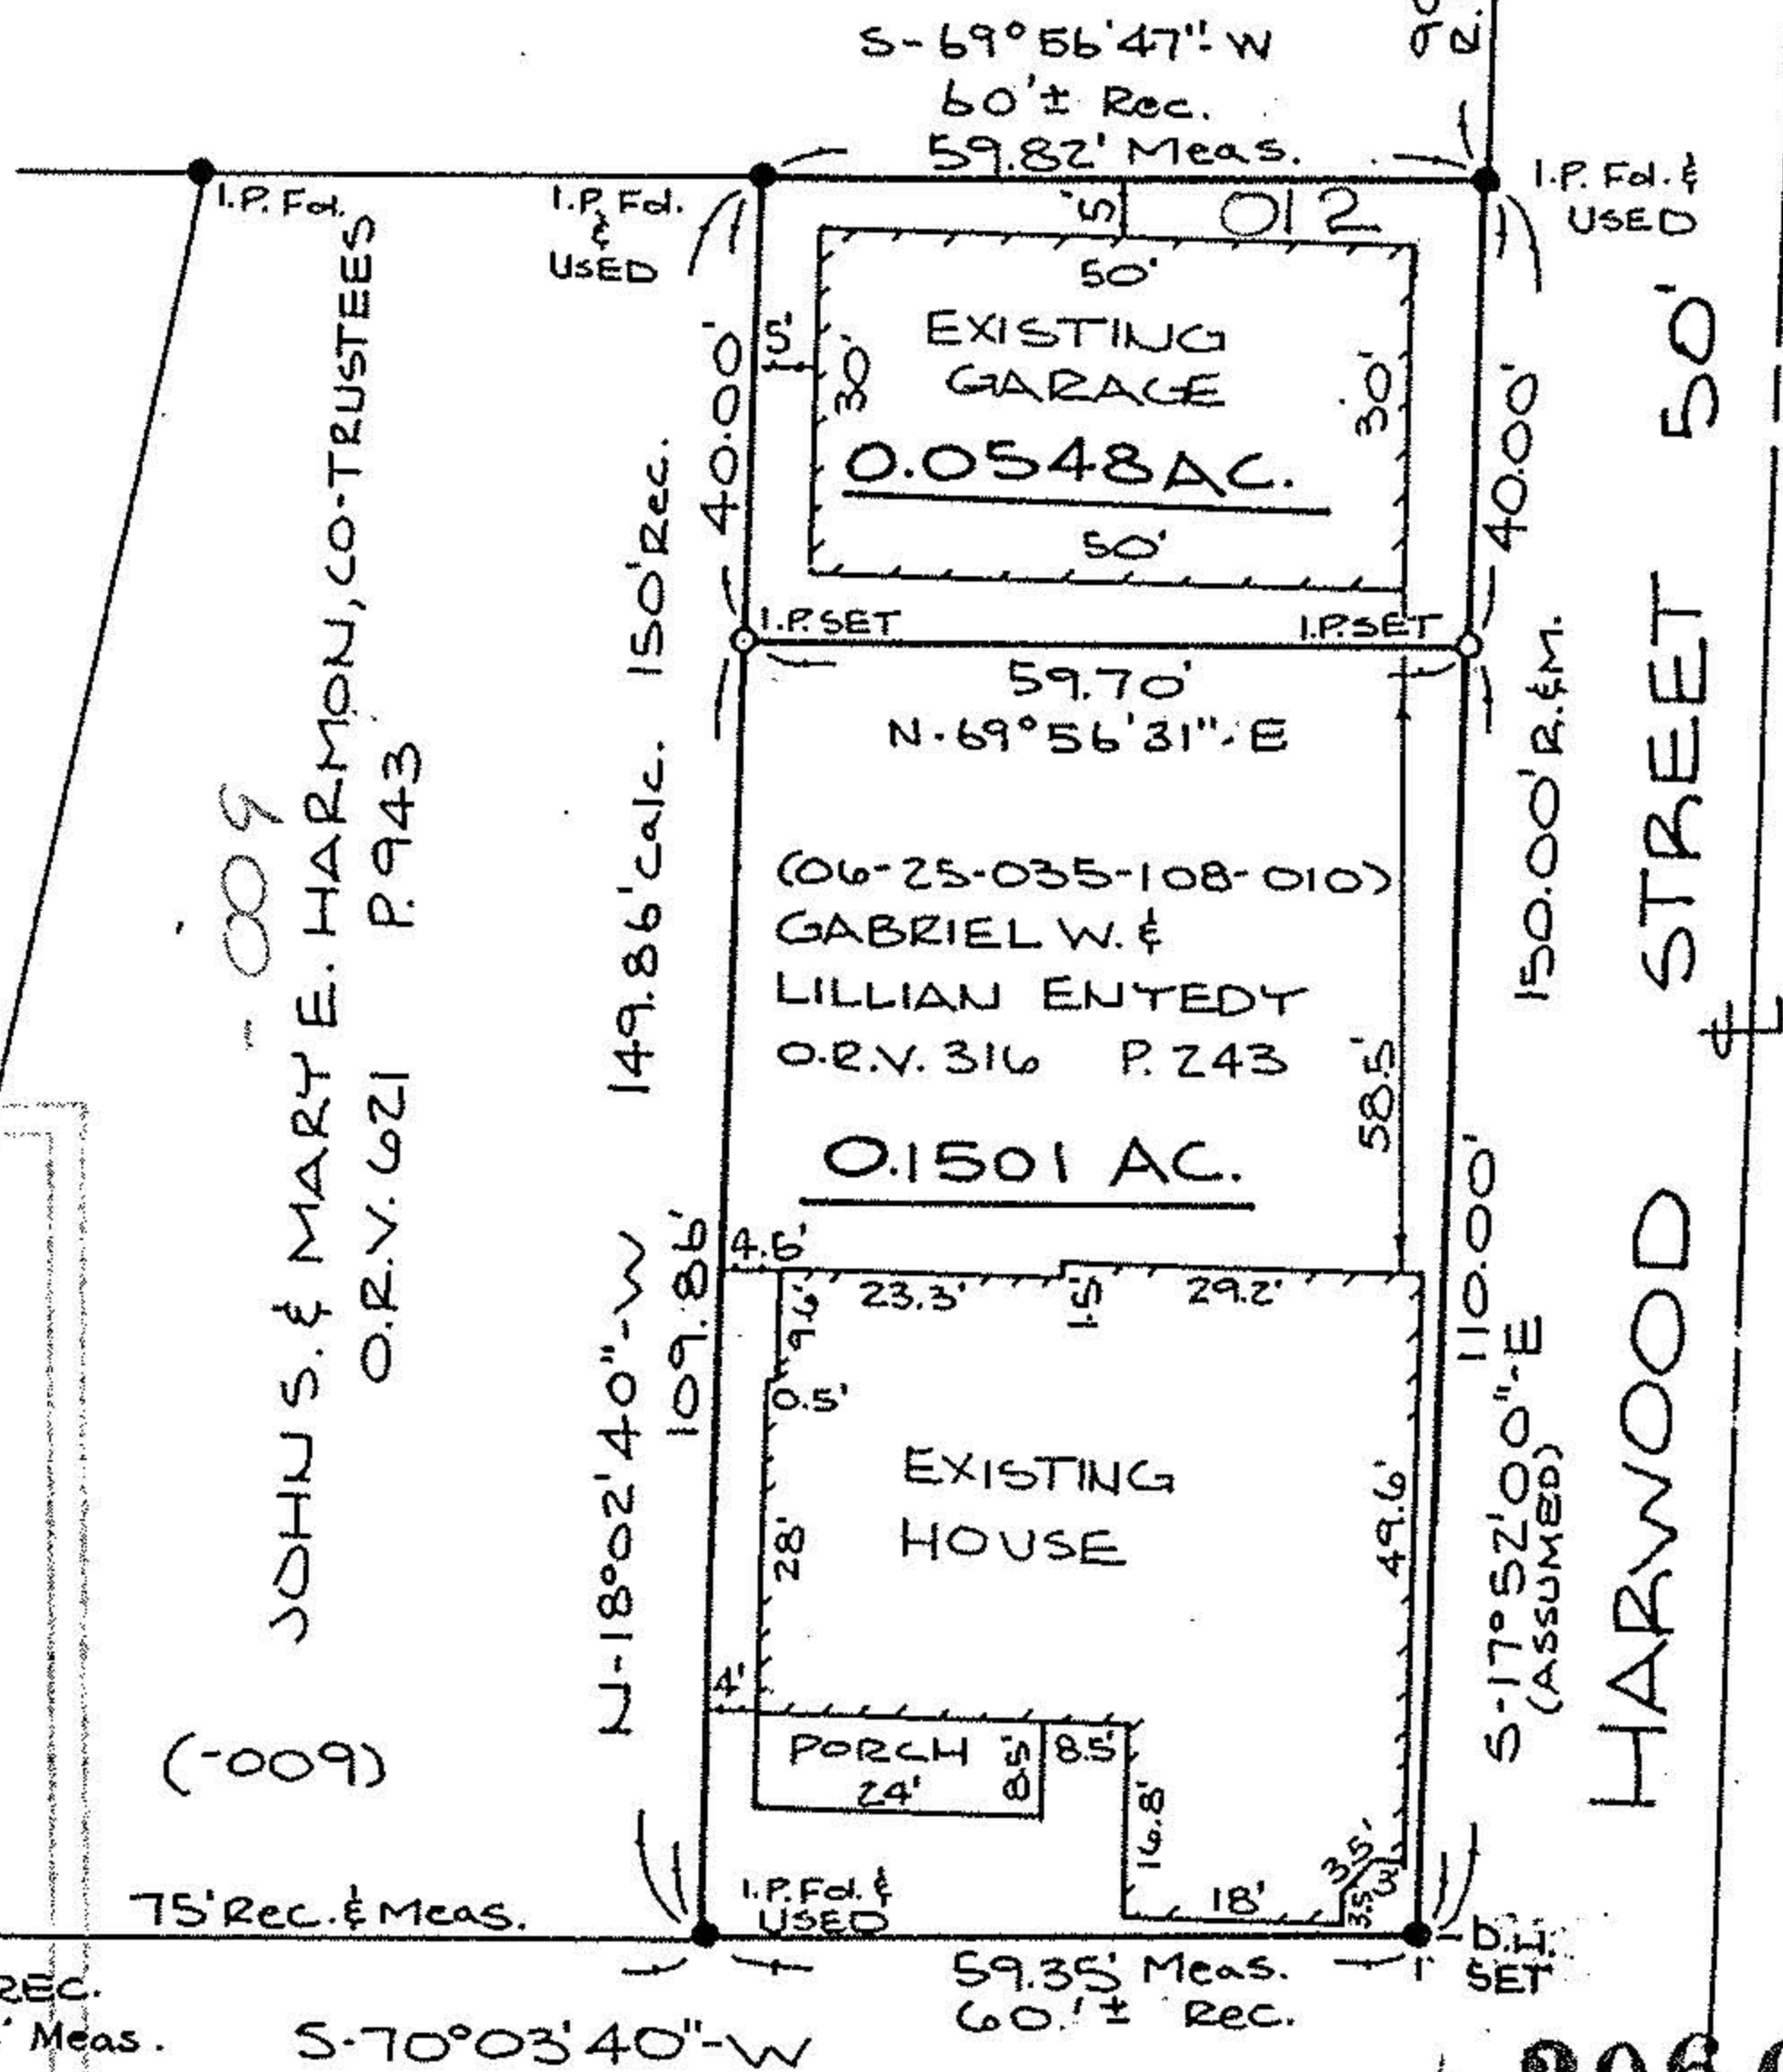 S-69°56'47"-W
60'± Rec.
59.82' Meas.
R.
I.P. Fd.
I.P. Fd.
&
USED
I.P. Fd. &
USED
5'
012
50'
5'
30'
EXISTING
GARAGE
30'
0.0548 AC.
50'
40.00'
40.00'
I.P. SET
I.P. SET
59.70'
N-69°56'31"-E
149.86' calc. 150' Rec.
150.00' R.&M.
(06-25-035-108-010)
GABRIEL W. &
LILLIAN ENTEDY
O.R.V. 316 P. 243
0.1501 AC.
58.5'
JOHN S. & MARY E. HARMON, CO-TRUSTEES
O.R.V. 621 P. 943
- 009
(-009)
N-18°02'40"-W
109.86'
110.00'
S-17°52'00"-E
(ASSUMED)
HARWOOD STREET 50'
23.3'
1.5'
29.2'
9.6'
0.5'
28'
EXISTING
HOUSE
49.6'
4'
PORCH
24'
8.5'
8.5'
16.8'
18'
3.5'
3.5'
3'
I.P. Fd. &
USED
D.H.
SET
75' Rec. & Meas.
59.35' Meas.
60.'± Rec.
REC.
' Meas.
S-70°03'40"-W